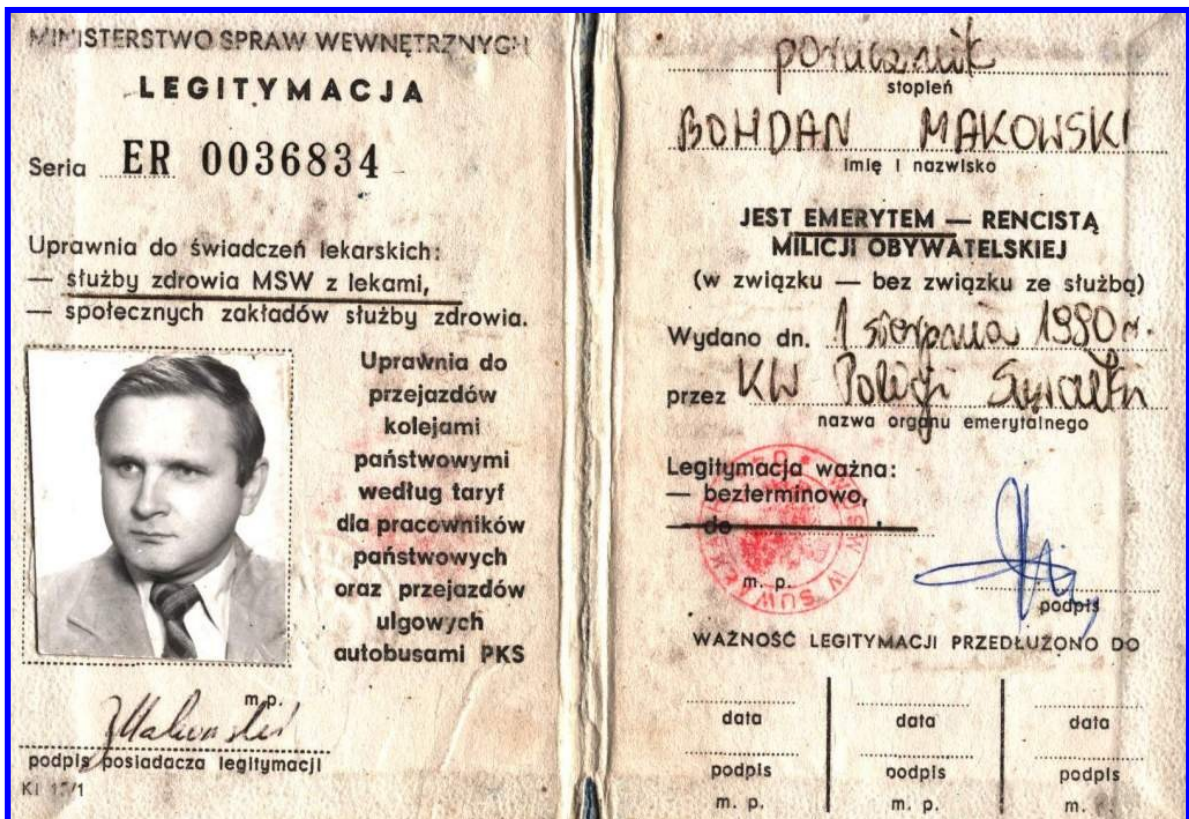 MINISTERSTWO SPRAW WEWNĘTRZNYCH
LEGITYMACJA
Seria ER 0036834
Uprawnia do świadczeń lekarskich:
— służby zdrowia MSW z lekami,
— społecznych zakładów służby zdrowia.
Uprawnia do
przejazdów
kolejami
państwowymi
według taryf
dla pracowników
państwowych
oraz przejazdów
ulgowych
autobusami PKS
m.p.
podpis posiadacza legitymacji
porucznik
stopień
BOHDAN MAKOWSKI
imię i nazwisko
JEST EMERYTEM — RENCISTĄ
MILICJI OBYWATELSKIEJ
(w związku — bez związku ze służbą)
Wydano dn. 1 sierpnia 1990 r.
przez KW Policji Suwałki
nazwa organu emerytalnego
Legitymacja ważna:
— bezterminowo,
— do
m. p.
podpis
WAŻNOŚĆ LEGITYMACJI PRZEDŁUŻONO DO
data data data
podpis podpis podpis
m. p. m. p. m.